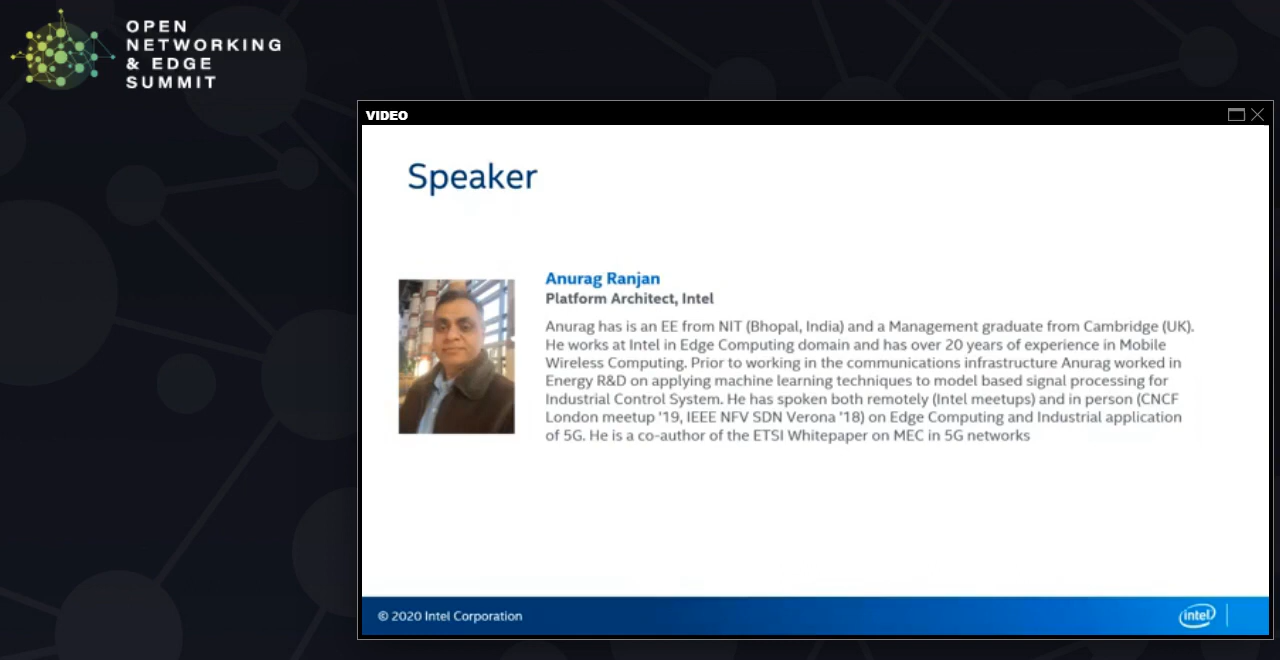 OPEN
NETWORKING
& EDGE
SUMMIT
VIDEO
Speaker
Anurag Ranjan
Platform Architect, Intel
Anurag has is an EE from NIT (Bhopal, India) and a Management graduate from Cambridge (UK).
He works at Intel in Edge Computing domain and has over 20 years of experience in Mobile
Wireless Computing. Prior to working in the communications infrastructure Anurag worked in
Energy R&D on applying machine learning techniques to model based signal processing for
Industrial Control System. He has spoken both remotely (Intel meetups) and in person (CNCF
London meetup '19, IEEE NFV SDN Verona '18) on Edge Computing and Industrial application
of 5G. He is a co-author of the ETSI Whitepaper on MEC in 5G networks
© 2020 Intel Corporation
intel